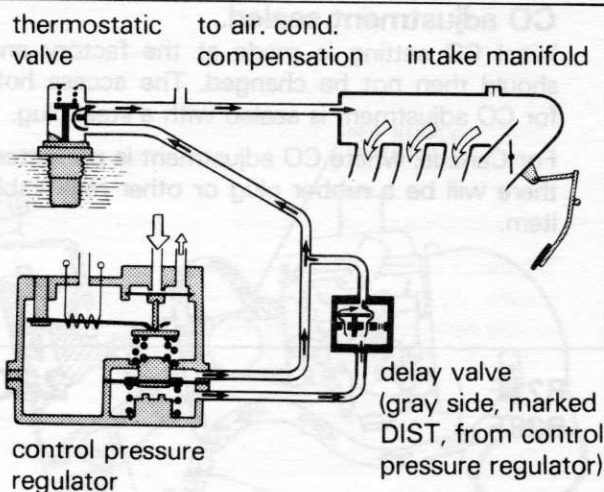 thermostatic valve
to air. cond. compensation
intake manifold
delay valve
(gray side, marked
DIST, from control
pressure regulator)
control pressure
regulator